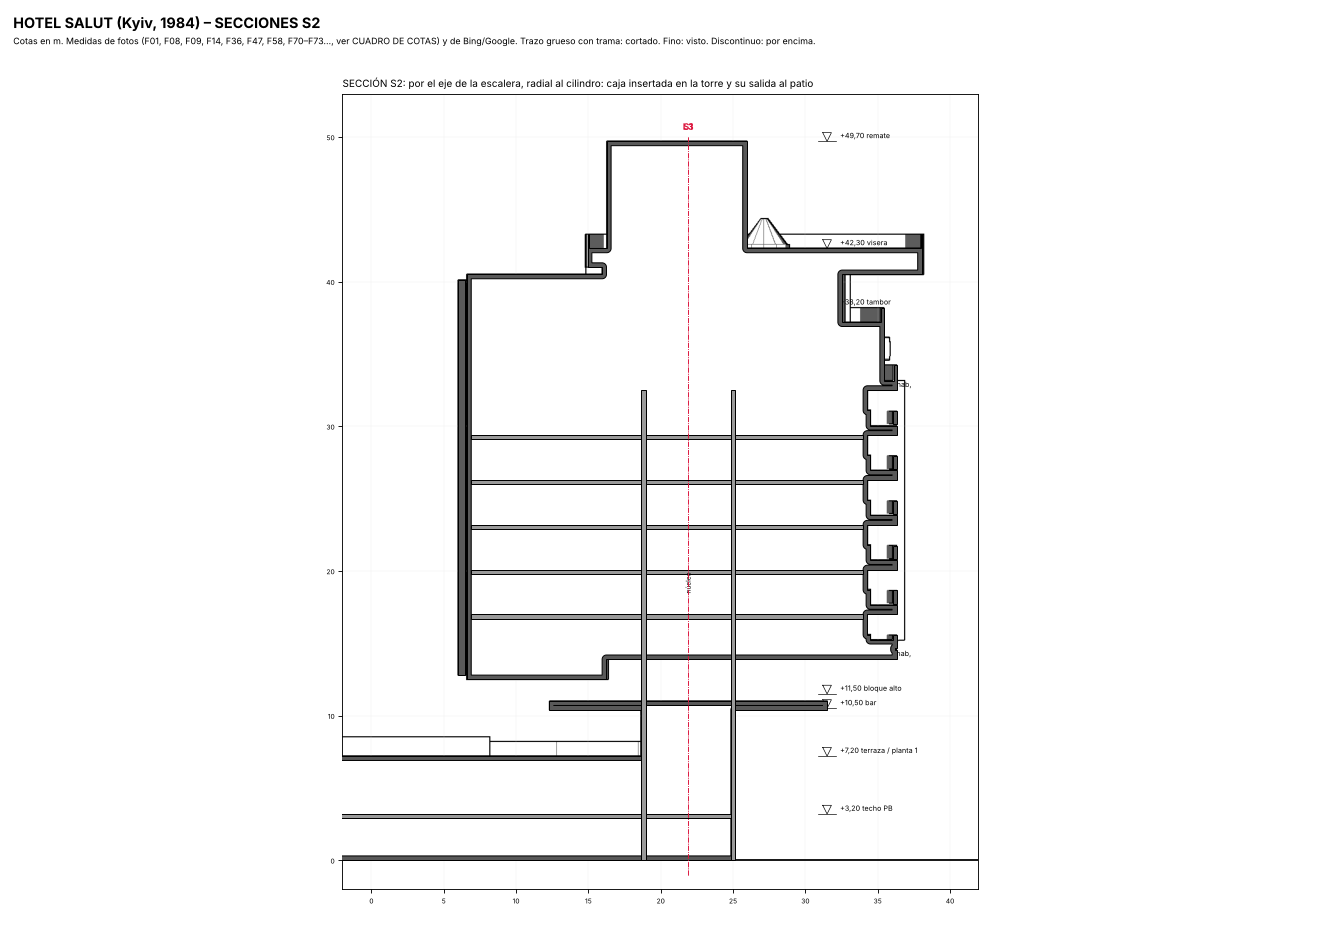 HOTEL SALUT (Kyiv, 1984) – SECCIONES S2
Cotas en m. Medidas de fotos (F01, F08, F09, F14, F36, F47, F58, F70–F73..., ver CUADRO DE COTAS) y de Bing/Google. Trazo grueso con trama: cortado. Fino: visto. Discontinuo: por encima.
SECCIÓN S2: por el eje de la escalera, radial al cilindro: caja insertada en la torre y su salida al patio
50
+49,70 remate
+42,30 visera
40
38,20 tambor
hab,
30
20
núcleo
hab,
+11,50 bloque alto
+10,50 bar
10
+7,20 terraza / planta 1
+3,20 techo PB
0
0 5 10 15 20 25 30 35 40